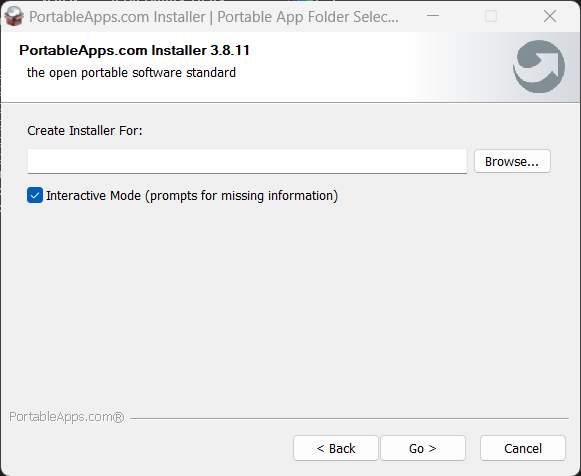 PortableApps.com Installer | Portable App Folder Selec...
PortableApps.com Installer 3.8.11
the open portable software standard
Create Installer For:
Browse...
Interactive Mode (prompts for missing information)
PortableApps.com®
< Back
Go >
Cancel